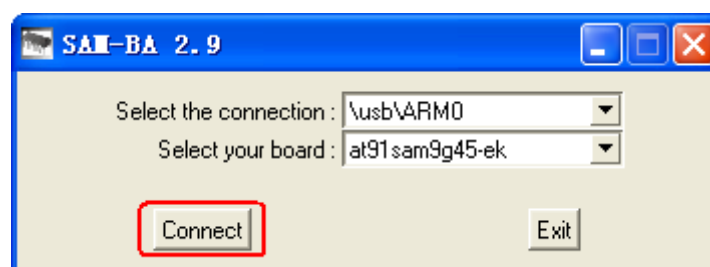 SAM-BA 2.9
Select the connection : \usb\ARM0
Select your board : at91sam9g45-ek
Connect Exit